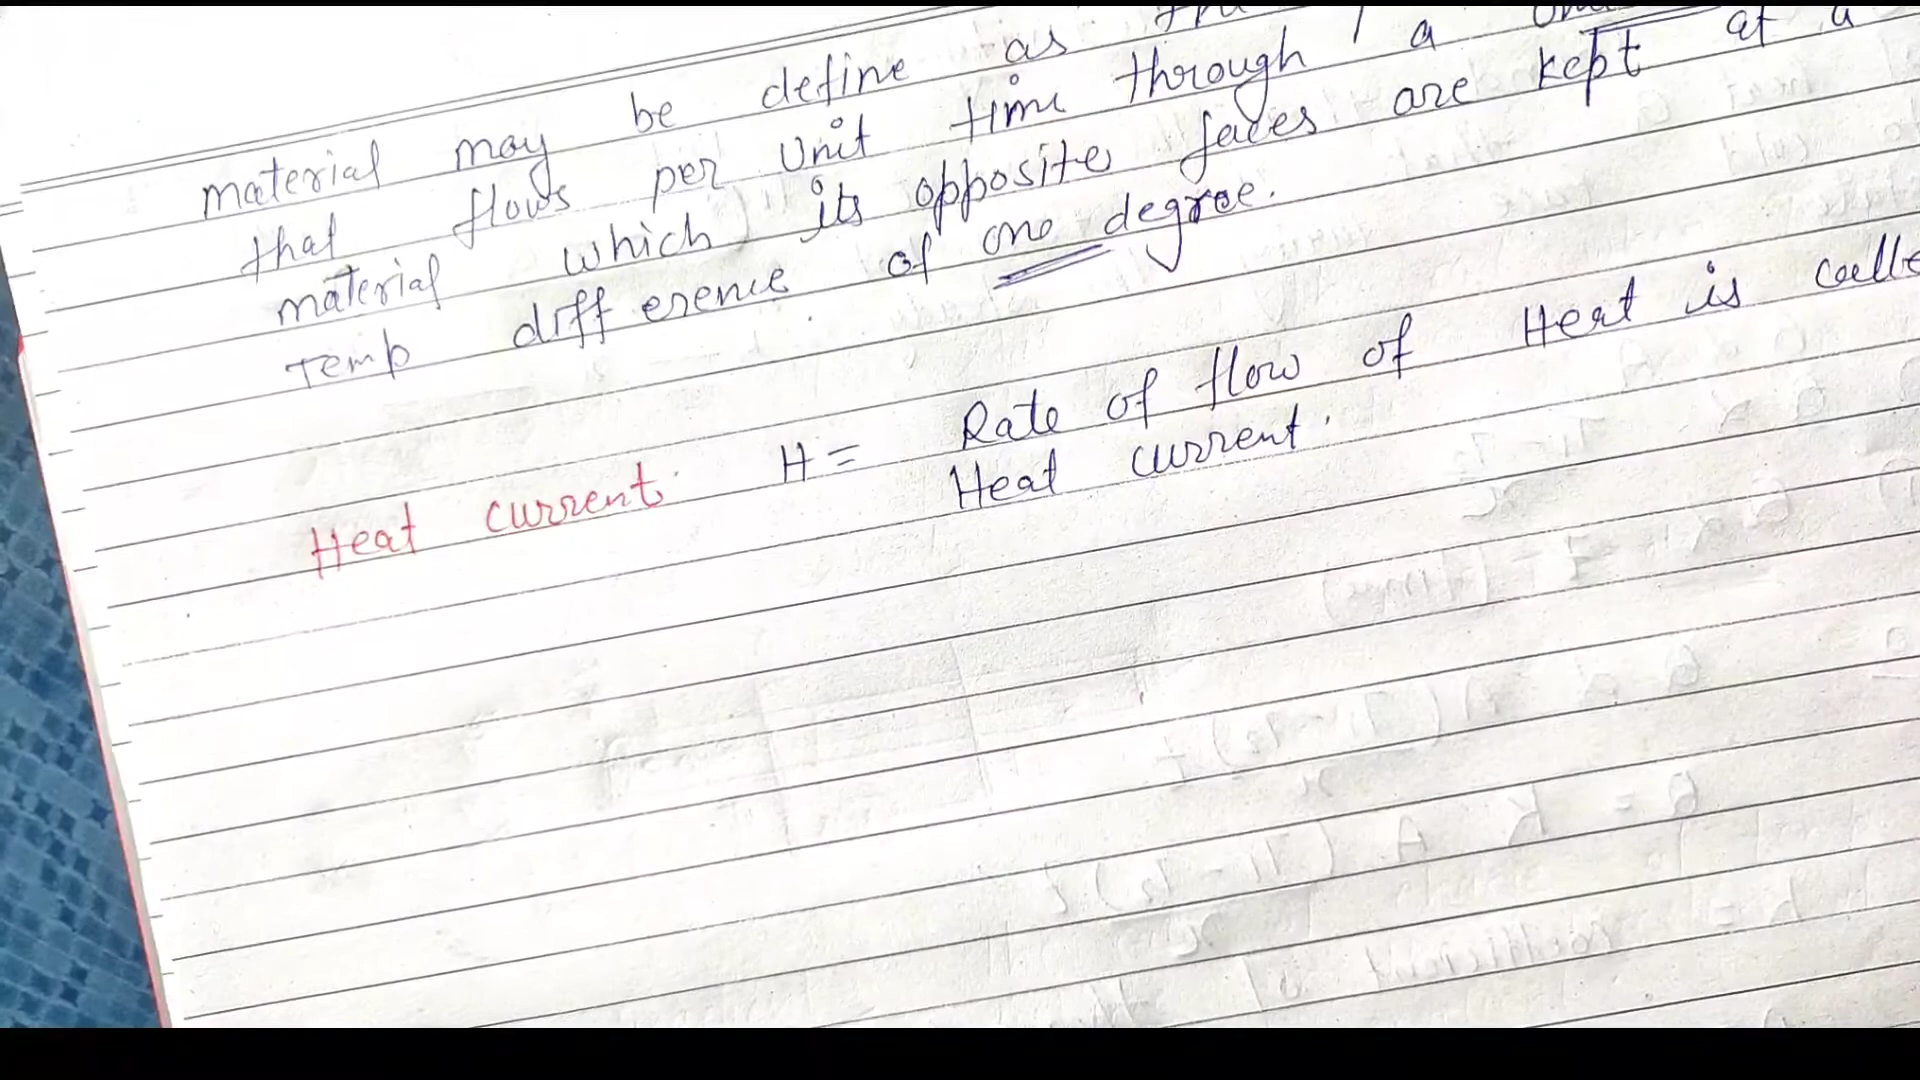 material may be define as the
that flows per unit time through a
material which its opposite faces are kept at a
Temp difference of one degree.
Heat current. H = Rate of flow of Heat is calle
Heat current.